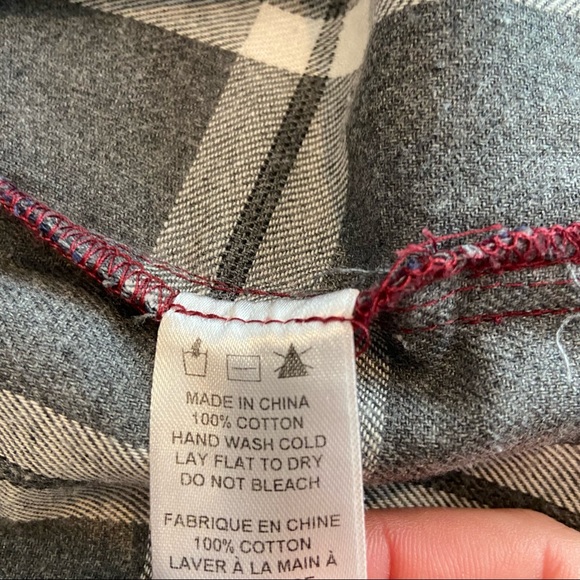 MADE IN CHINA
100% COTTON
HAND WASH COLD
LAY FLAT TO DRY
DO NOT BLEACH
FABRIQUE EN CHINE
100% COTTON
LAVER À LA MAIN À